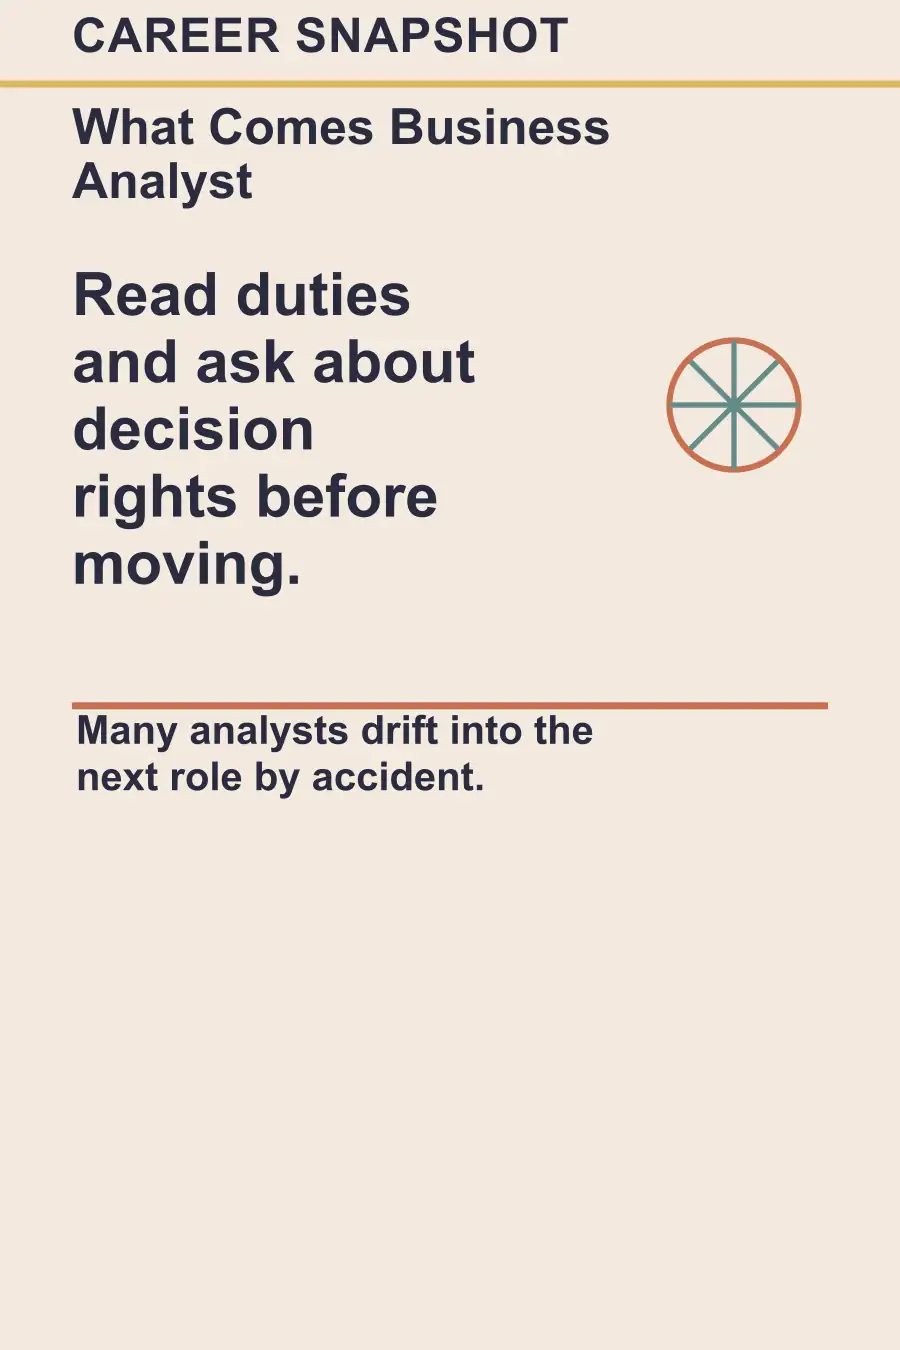 CAREER SNAPSHOT
What Comes Business
Analyst
Read duties
and ask about
decision
rights before
moving.
Many analysts drift into the
next role by accident.